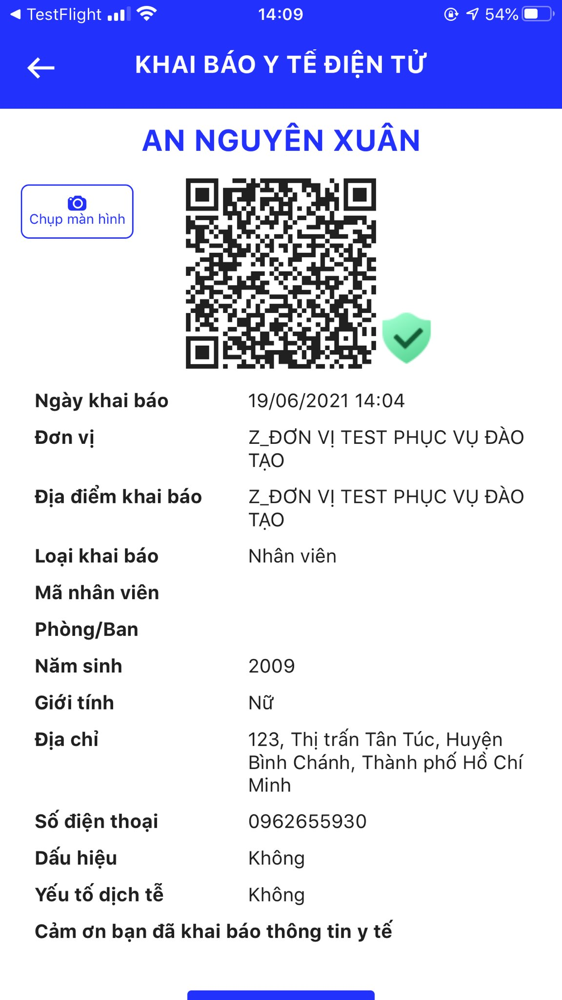 TestFlight
14:09
54%
KHAI BÁO Y TẾ ĐIỆN TỬ
AN NGUYÊN XUÂN
Chụp màn hình
Ngày khai báo 19/06/2021 14:04
Đơn vị Z_ĐƠN VỊ TEST PHỤC VỤ ĐÀO
TẠO
Địa điểm khai báo Z_ĐƠN VỊ TEST PHỤC VỤ ĐÀO
TẠO
Loại khai báo Nhân viên
Mã nhân viên
Phòng/Ban
Năm sinh 2009
Giới tính Nữ
Địa chỉ 123, Thị trấn Tân Túc, Huyện
Bình Chánh, Thành phố Hồ Chí
Minh
Số điện thoại 0962655930
Dấu hiệu Không
Yếu tố dịch tễ Không
Cảm ơn bạn đã khai báo thông tin y tế